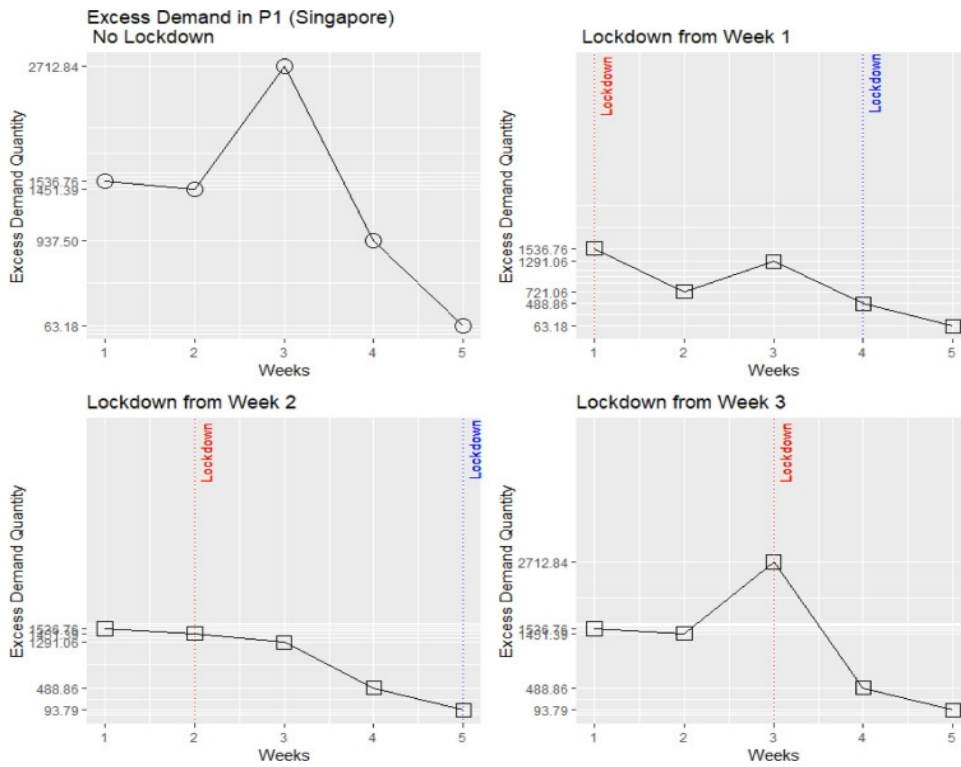 Excess Demand in P1 (Singapore)
No Lockdown
Excess Demand Quantity
2712.84
1536.76
1451.39
937.50
63.18
1 2 3 4 5
Weeks
Lockdown from Week 1
Excess Demand Quantity
1536.76
1291.06
721.06
488.86
63.18
Lockdown
Lockdown
1 2 3 4 5
Weeks
Lockdown from Week 2
Excess Demand Quantity
1536.76
1451.39
1291.06
488.86
93.79
Lockdown
Lockdown
1 2 3 4 5
Weeks
Lockdown from Week 3
Excess Demand Quantity
2712.84
1536.76
1451.39
488.86
93.79
Lockdown
1 2 3 4 5
Weeks